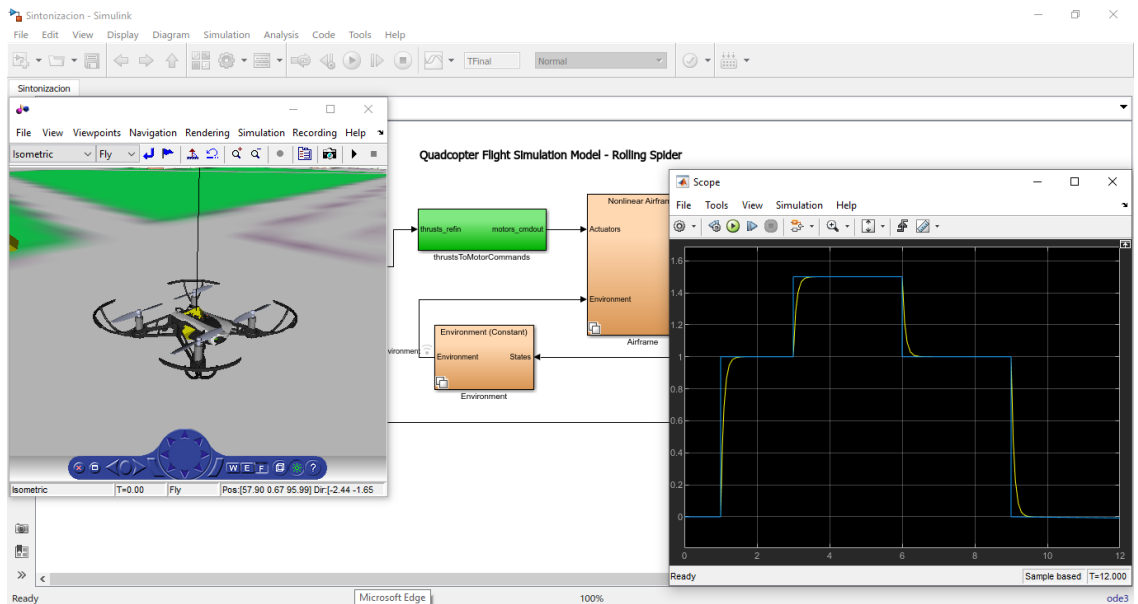 Sintonizacion - Simulink
File Edit View Display Diagram Simulation Analysis Code Tools Help
TFinal
Normal
Sintonizacion
File View Viewpoints Navigation Rendering Simulation Recording Help
Isometric
Fly
W E F ?
Isometric T=0.00 Fly Pos:[57.90 0.67 95.99] Dir:[-2.44 -1.65
Quadcopter Flight Simulation Model - Rolling Spider
thrusts_refin motors_cmdout
thrustsToMotorCommands
Nonlinear Airfran
Actuators
Environment
Airframe
vironment
Environment (Constant)
Environment States
Environment
Scope
File Tools View Simulation Help
1.6
1.4
1.2
1
0.8
0.6
0.4
0.2
0
0 2 4 6 8 10 12
Ready Sample based T=12.000
Ready Microsoft Edge 100% ode3